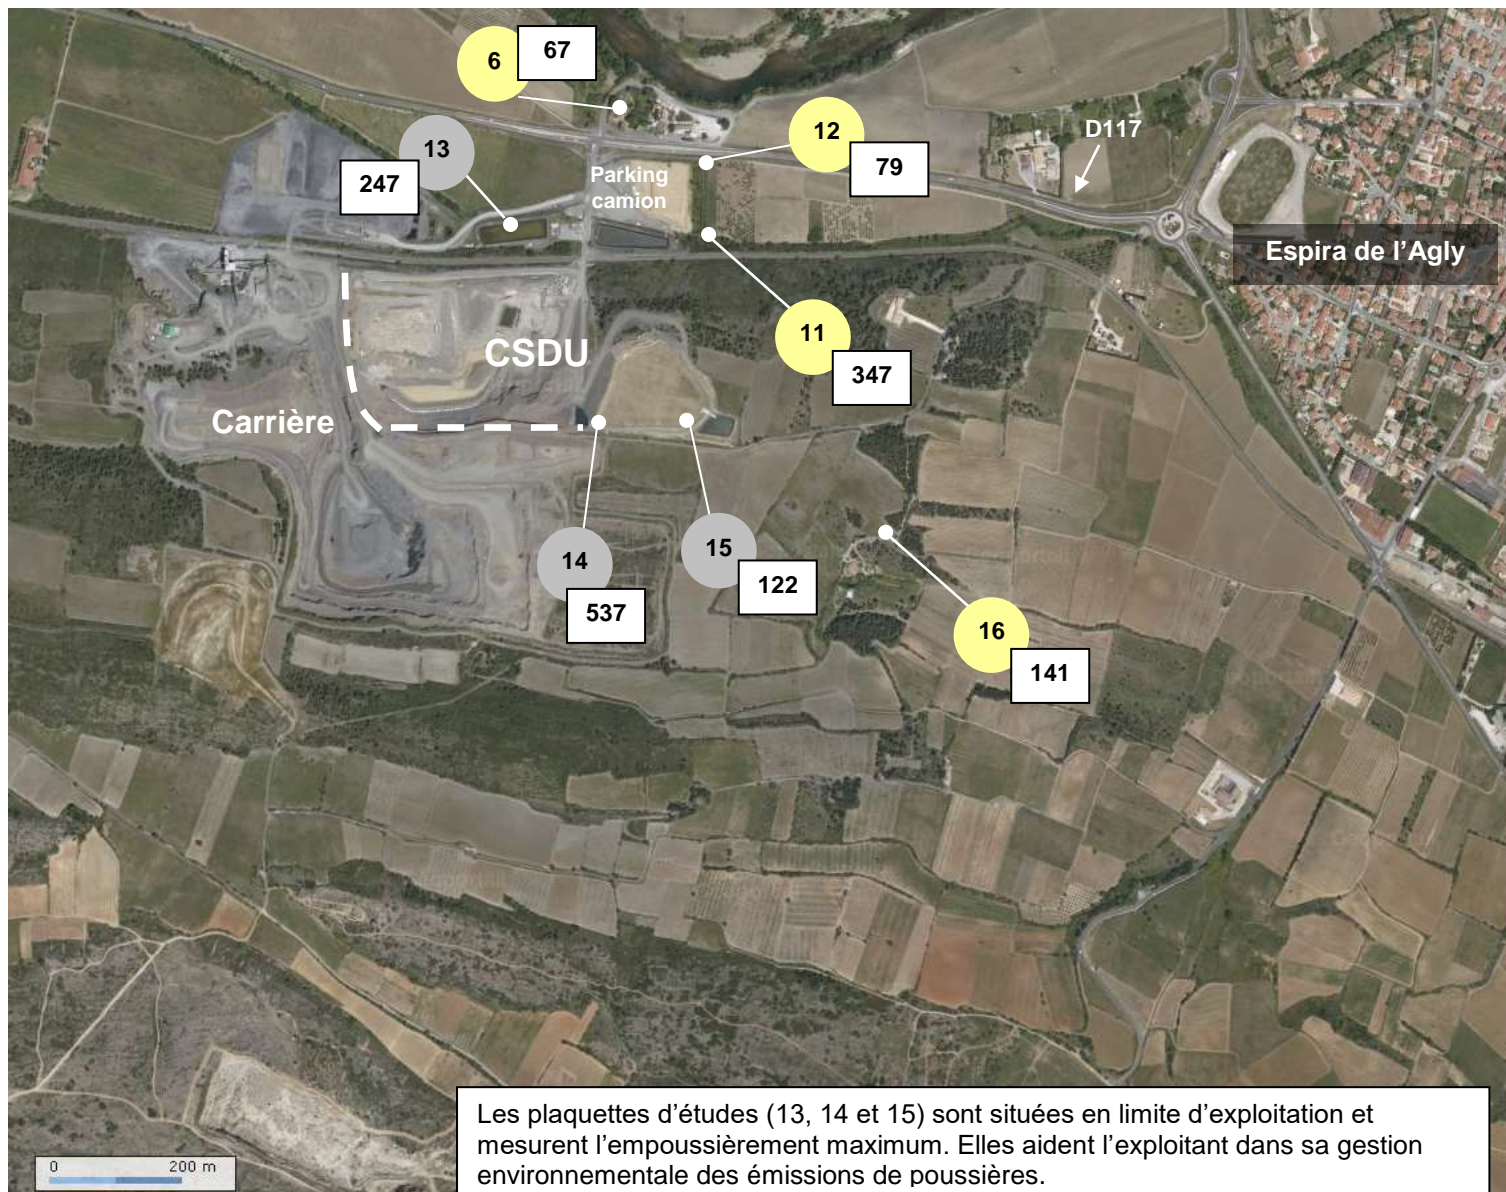 6
67
12
79
D117
13
247
Parking
camion
Espira de l’Agly
11
347
CSDU
Carrière
14
537
15
122
16
141
Les plaquettes d’études (13, 14 et 15) sont situées en limite d’exploitation et
mesurent l’empoussièrement maximum. Elles aident l’exploitant dans sa gestion
environnementale des émissions de poussières.
0 200 m